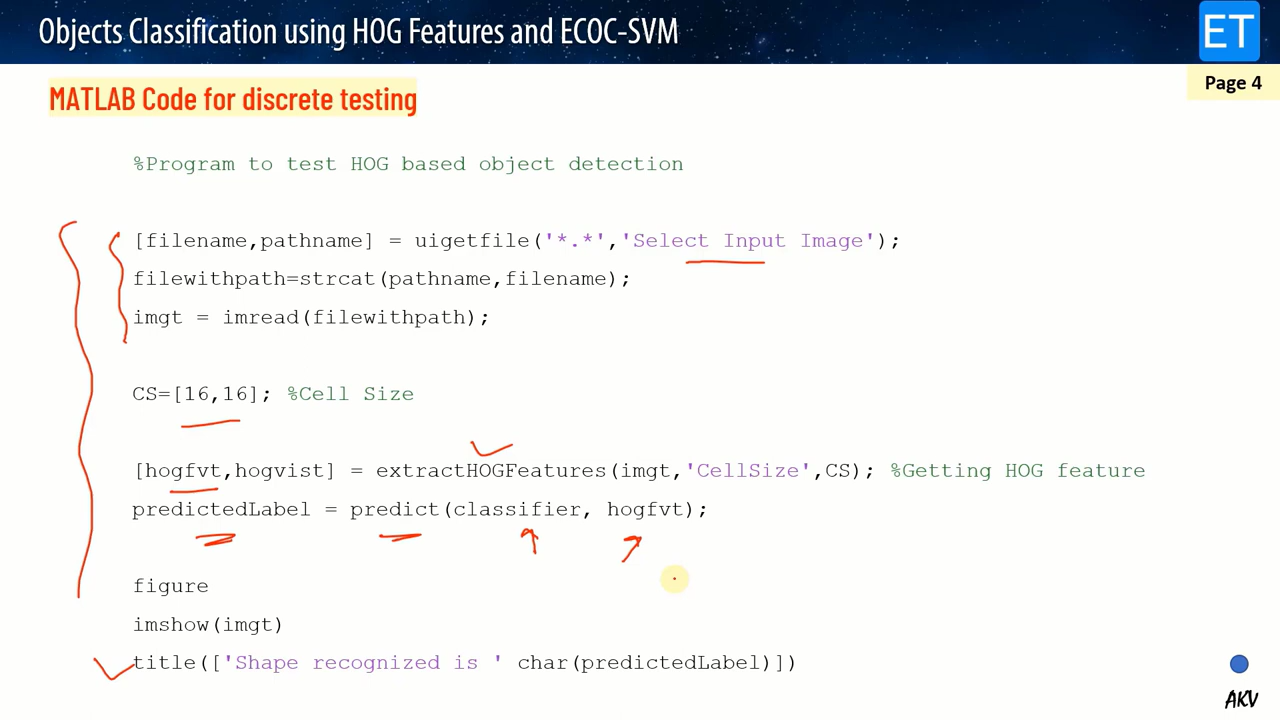 Objects Classification using HOG Features and ECOC-SVM
ET
Page 4
MATLAB Code for discrete testing
%Program to test HOG based object detection
[filename,pathname] = uigetfile('*.*','Select Input Image');
filewithpath=strcat(pathname,filename);
imgt = imread(filewithpath);
CS=[16,16]; %Cell Size
[hogfvt,hogvist] = extractHOGFeatures(imgt,'CellSize',CS); %Getting HOG feature
predictedLabel = predict(classifier, hogfvt);
figure
imshow(imgt)
title(['Shape recognized is ' char(predictedLabel)])
AKV